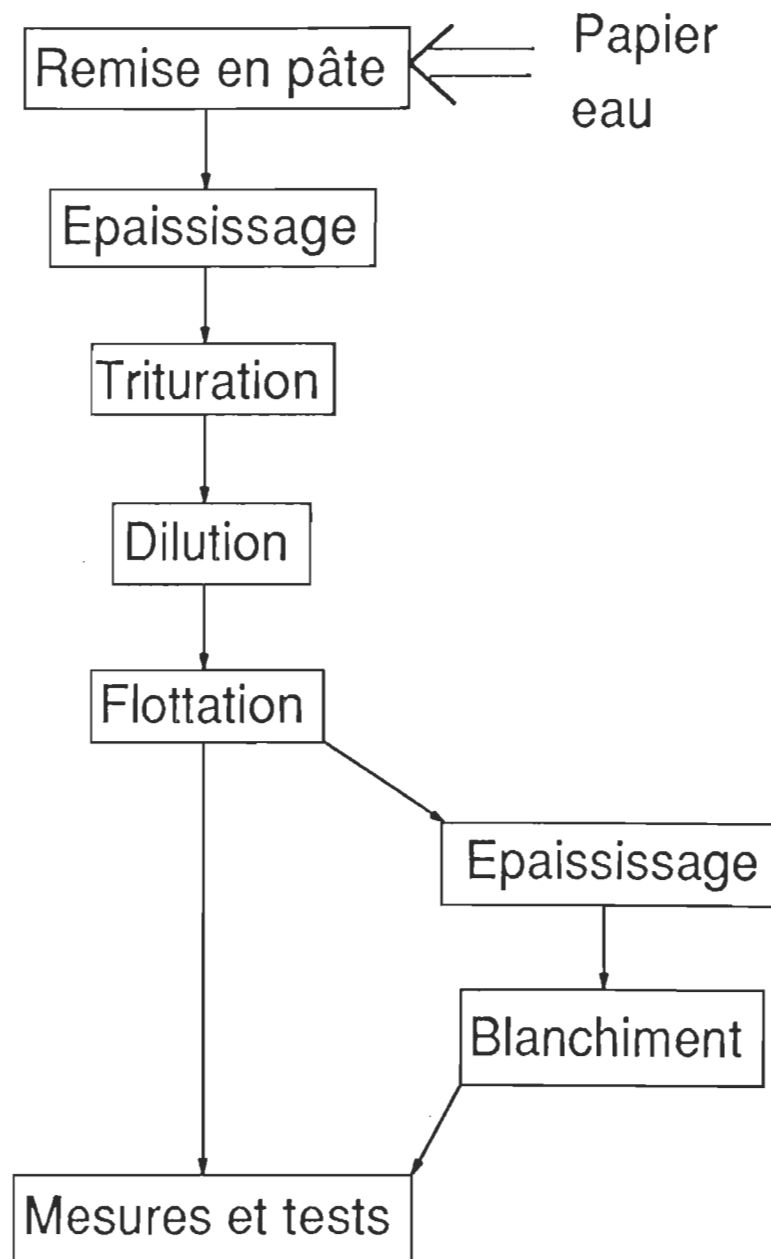 Papier
Remise en pâte
eau
Epaississage
Trituration
Dilution
Flottation
Epaississage
Blanchiment
Mesures et tests